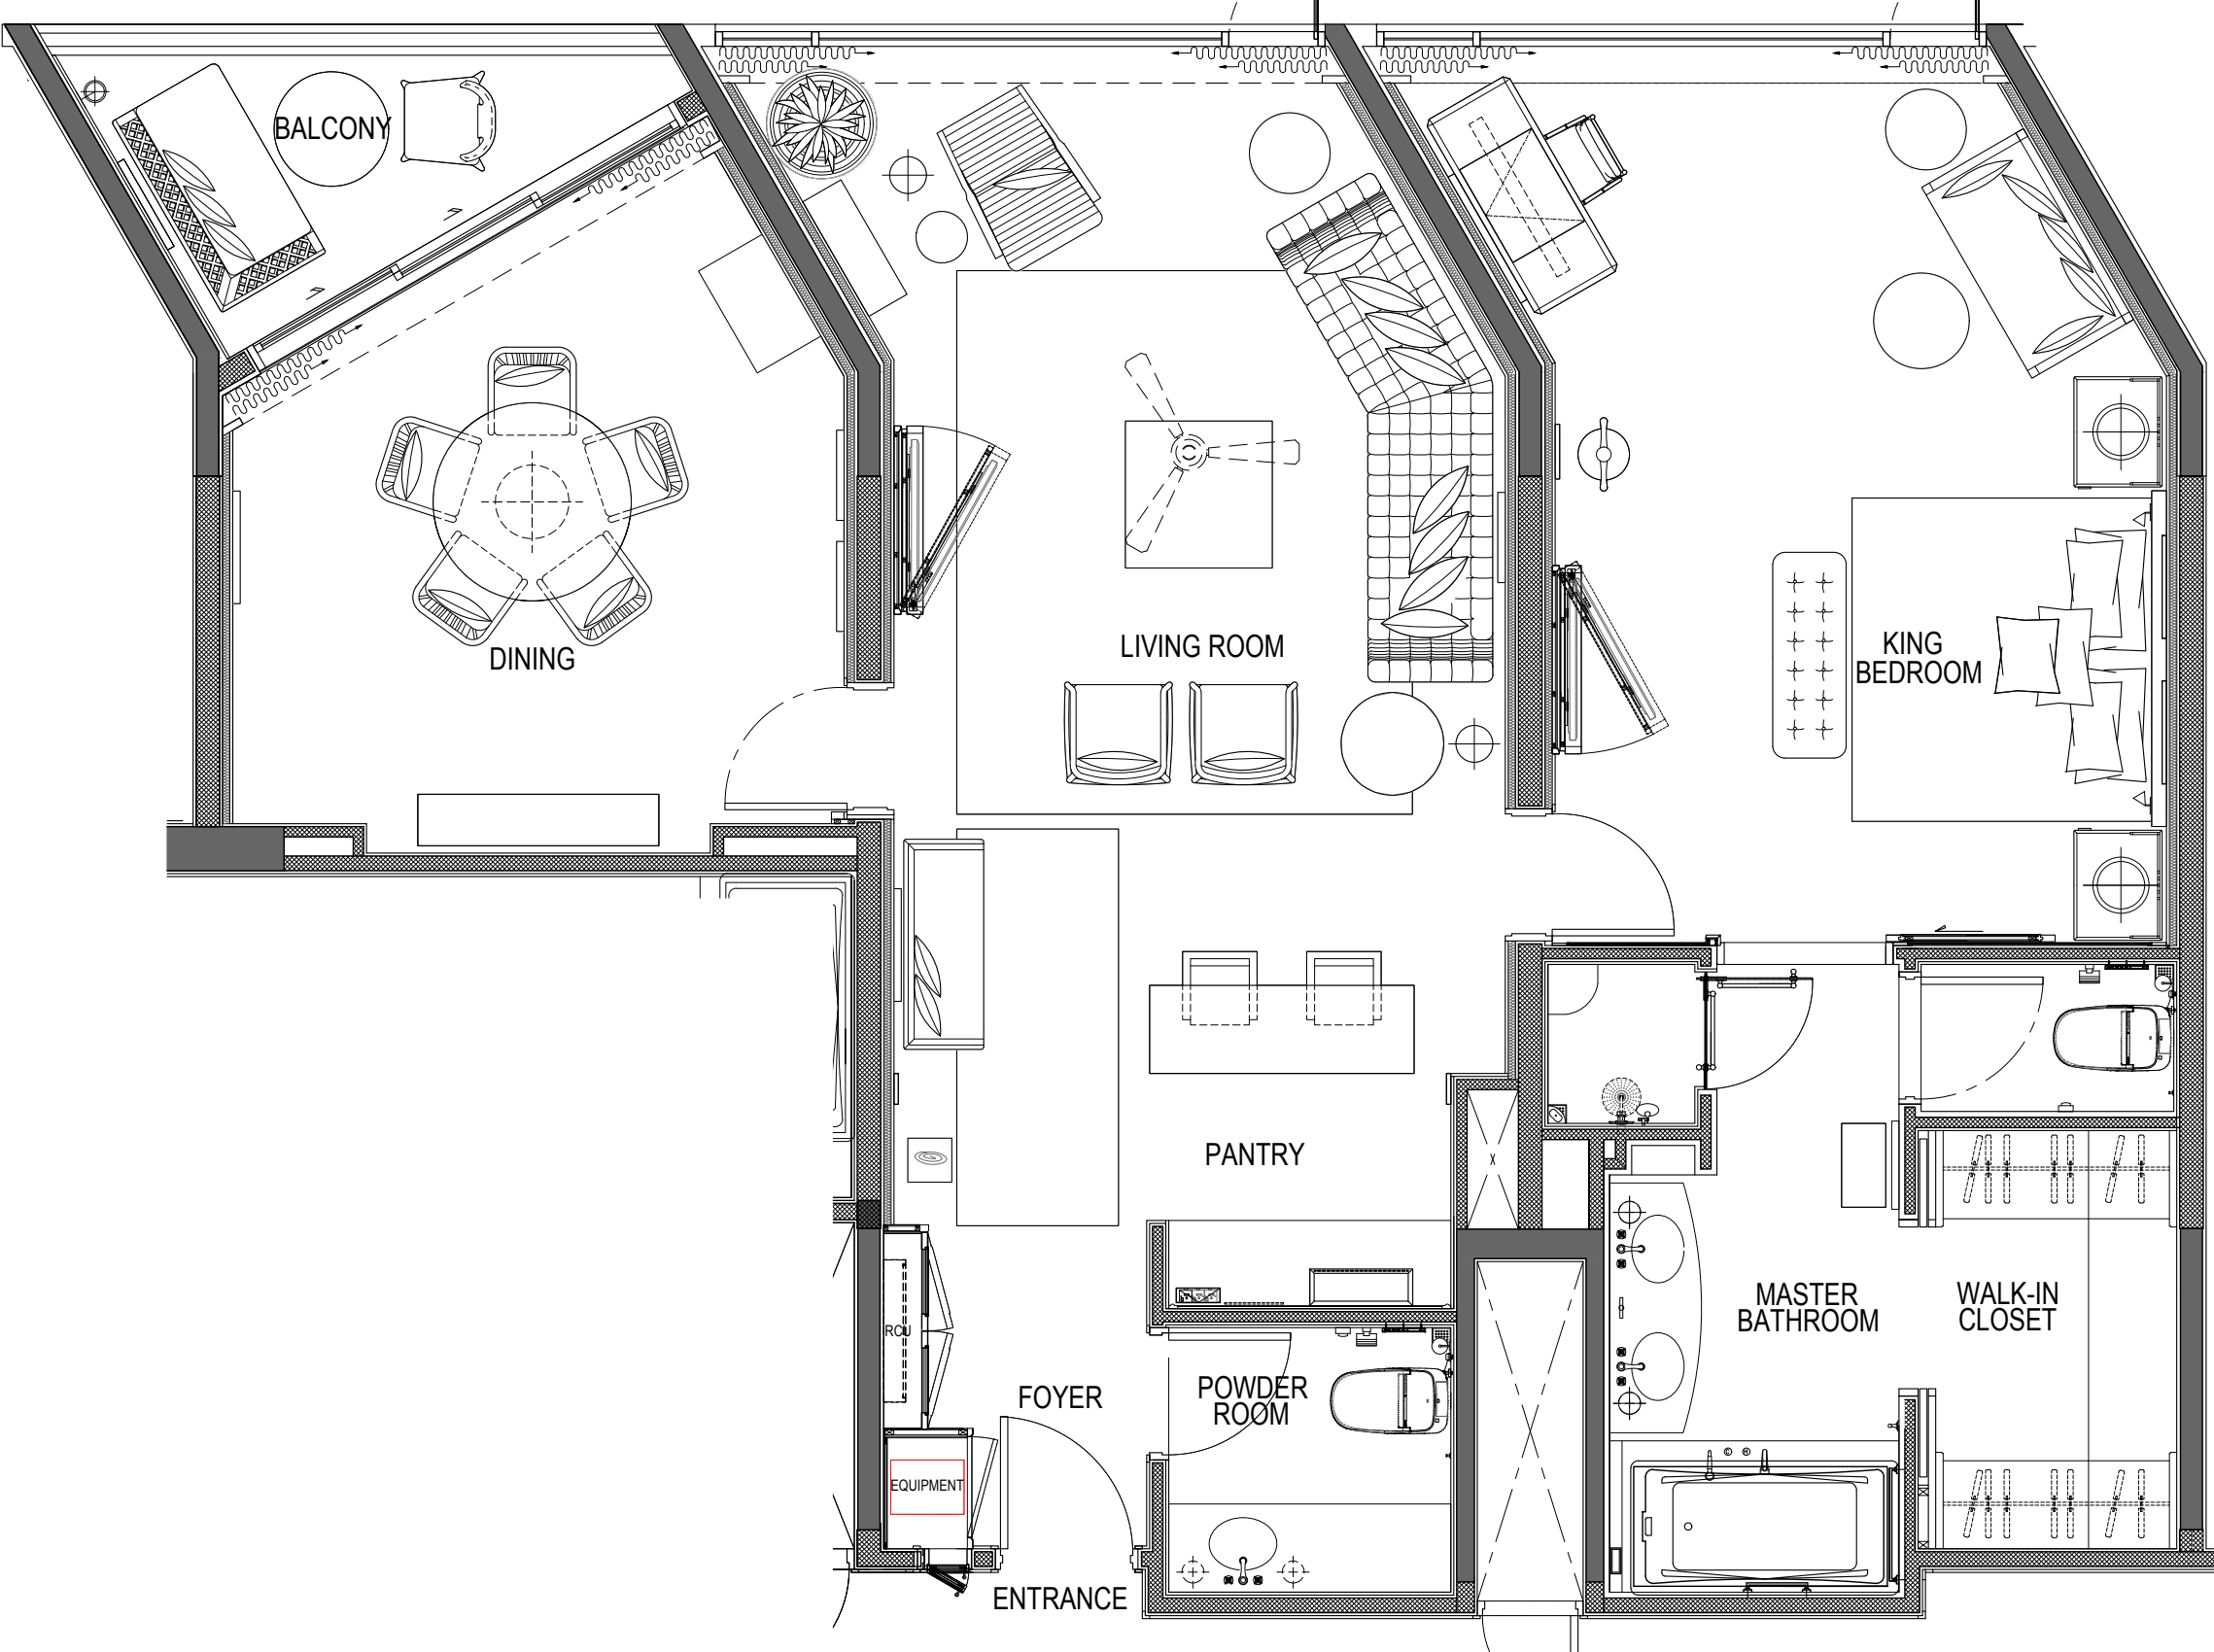 BALCONY
DINING
LIVING ROOM
KING
BEDROOM
PANTRY
RCU
FOYER
POWDER
ROOM
MASTER
BATHROOM
WALK-IN
CLOSET
EQUIPMENT
ENTRANCE